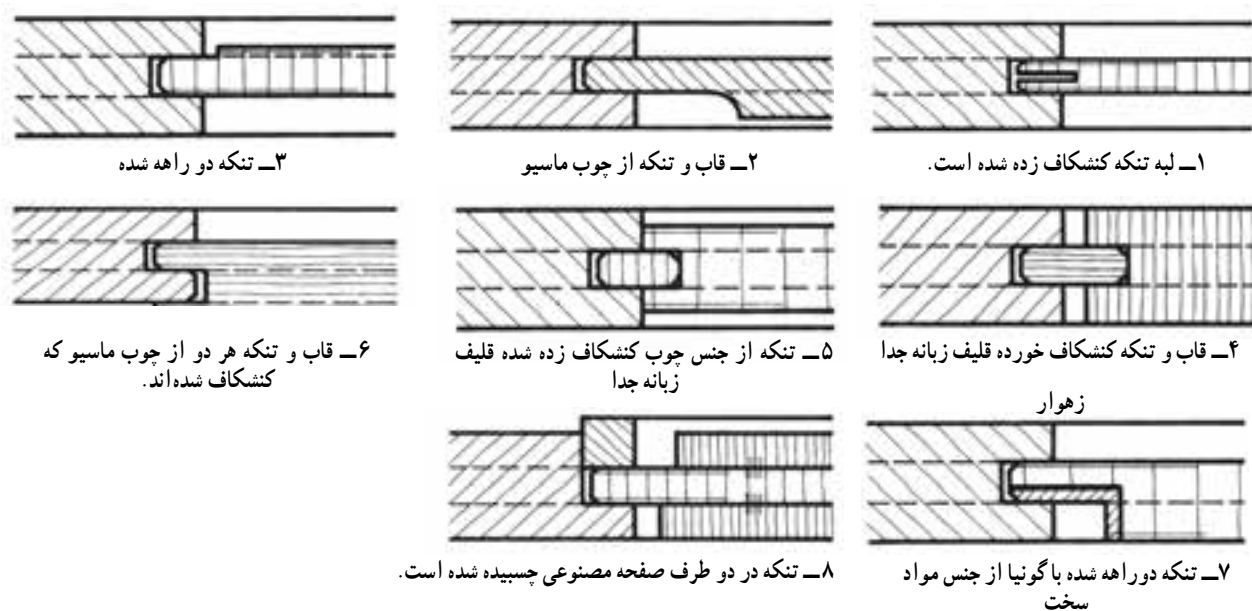 ۱ــ لبه تنکه کنشکاف زده شده است.
۲ــ قاب و تنکه از چوب ماسیو
۳ــ تنکه دو راهه شده
۴ــ قاب و تنکه کنشکاف خورده قلیف زبانه جدا
۵ــ تنکه از جنس چوب کنشکاف زده شده قلیف
زبانه جدا
۶ــ قاب و تنکه هر دو از چوب ماسیو که
کنشکاف شده‌اند.
زهوار
۷ــ تنکه دوراهه شده با گونیا از جنس مواد
سخت
۸ــ تنکه در دو طرف صفحه مصنوعی چسبیده شده است.